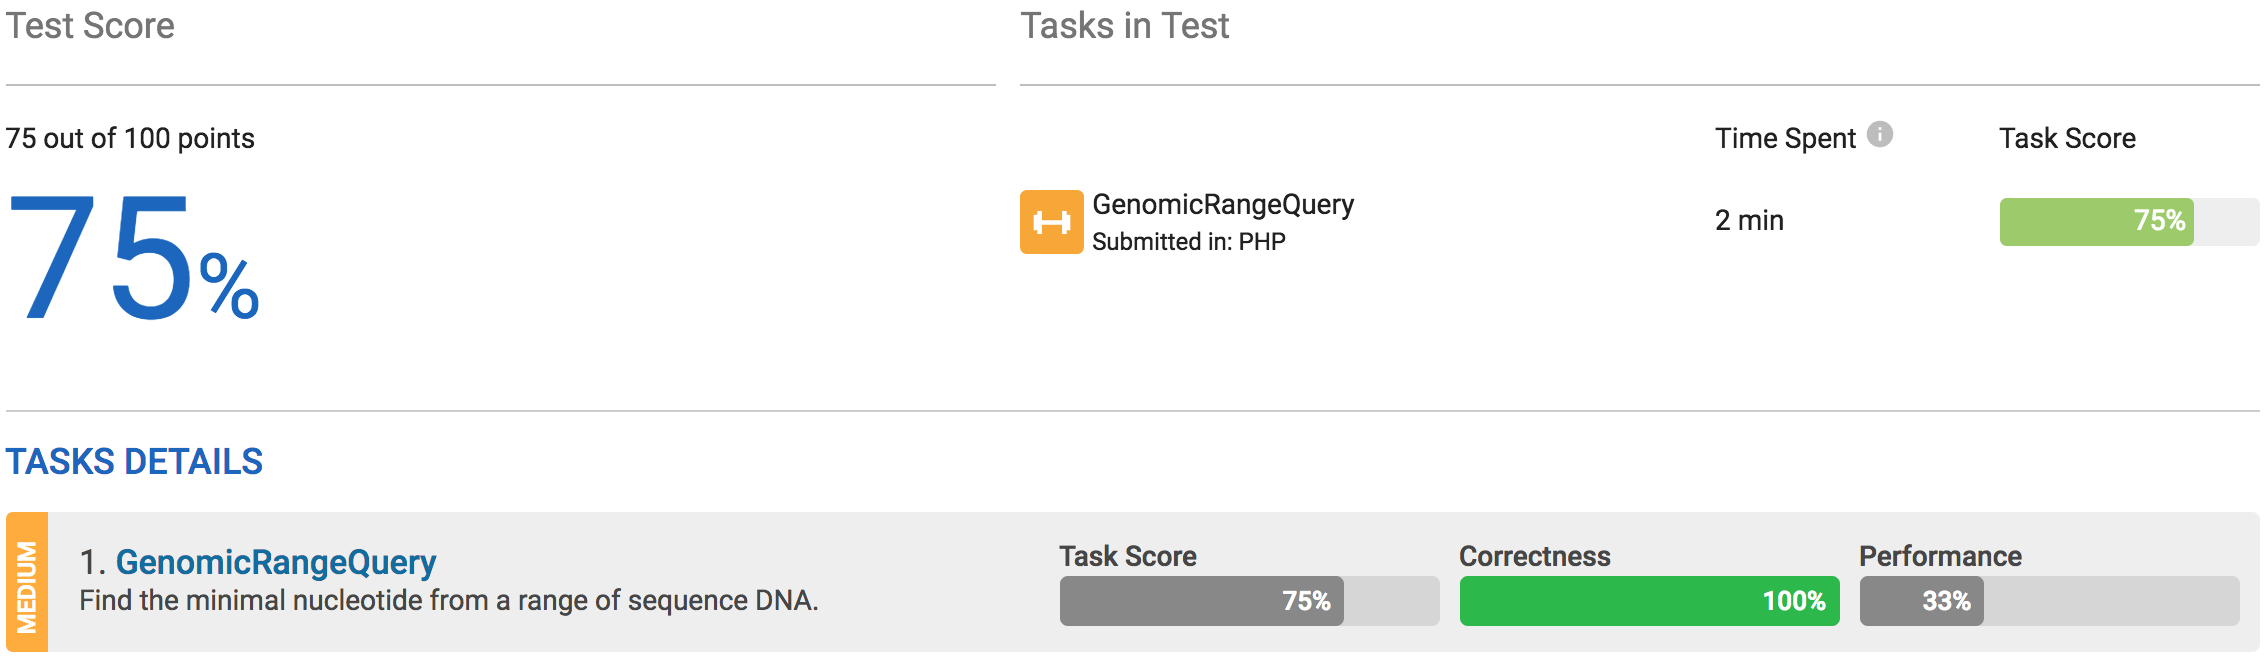 Test Score
Tasks in Test
75 out of 100 points
Time Spent
Task Score
75%
GenomicRangeQuery
Submitted in: PHP
2 min
75%
TASKS DETAILS
MEDIUM
1. GenomicRangeQuery
Find the minimal nucleotide from a range of sequence DNA.
Task Score
75%
Correctness
100%
Performance
33%